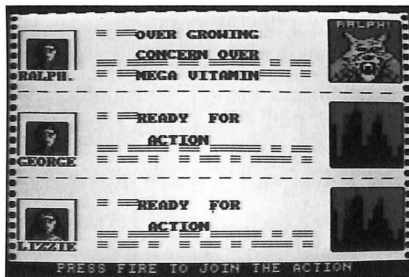 RALPH!
OVER GROWING
CONCERN OVER
MEGA VITAMIN
RALPH.
READY FOR
ACTION
GEORGE
READY FOR
ACTION
LIZZIE
PRESS FIRE TO JOIN THE ACTION